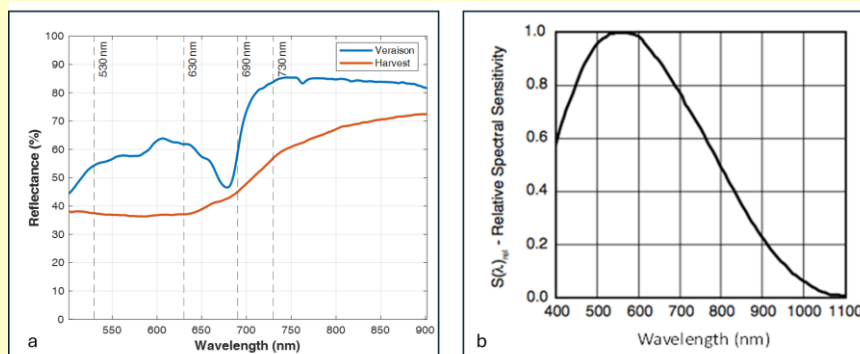 100
90
80
70
60
50
40
30
20
10
0
Reflectance (%)
530 nm
630 nm
690 nm
730 nm
Veraison
Harvest
550 600 650 700 750 800 850 900
Wavelength (nm)
a
1.0
0.8
0.6
0.4
0.2
0.0
S(λ)rel - Relative Spectral Sensitivity
400 500 600 700 800 900 1000 1100
Wavelength (nm)
b